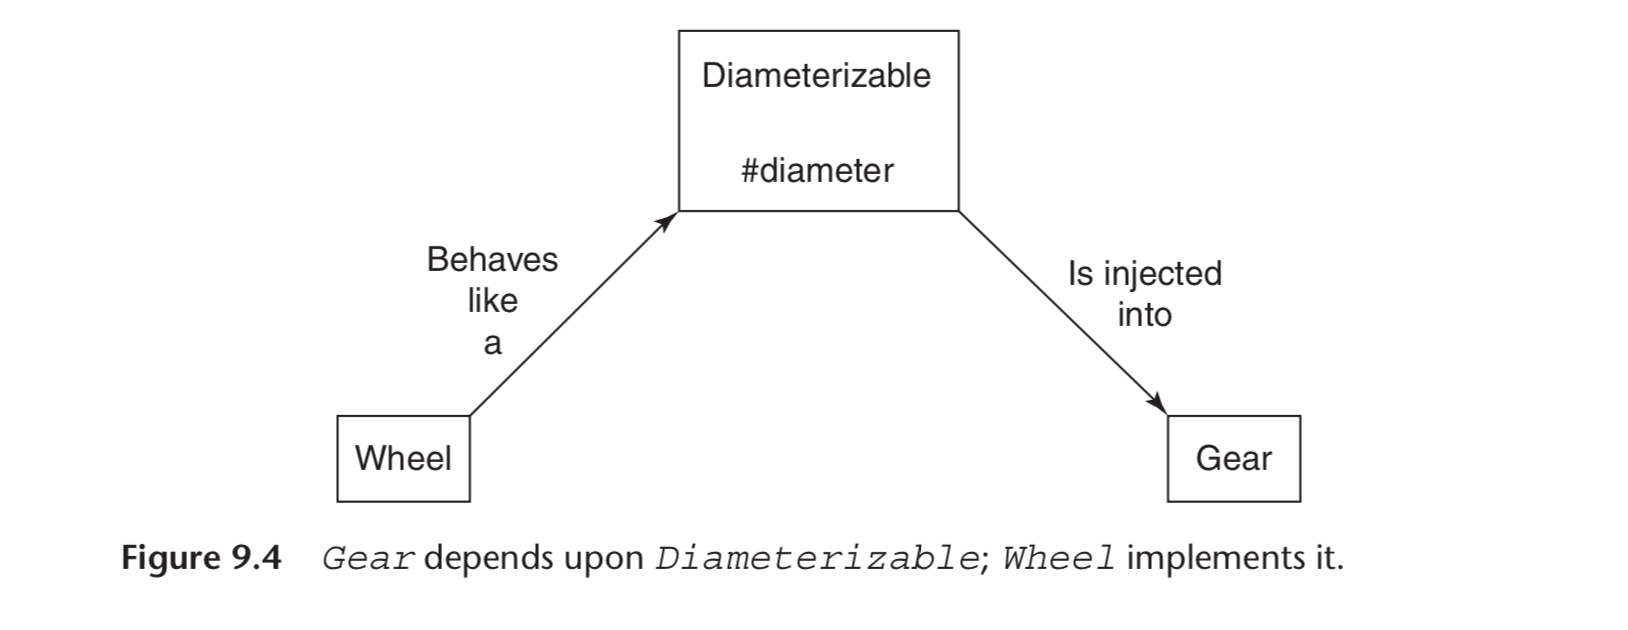 Diameterizable
#diameter
Behaves
like
a
Is injected
into
Wheel
Gear
Figure 9.4 Gear depends upon Diameterizable; Wheel implements it.